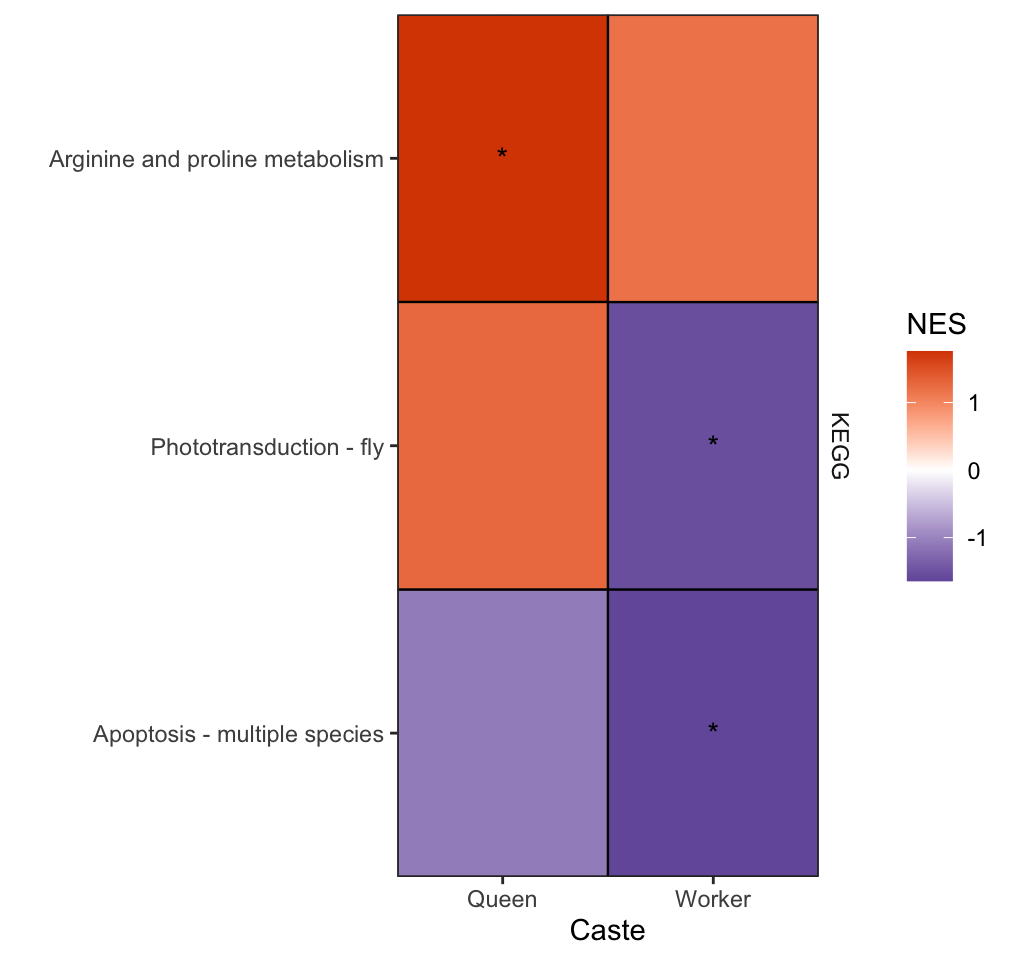 Arginine and proline metabolism
*
Phototransduction - fly
*
Apoptosis - multiple species
*
Queen
Worker
Caste
KEGG
NES
1
0
-1